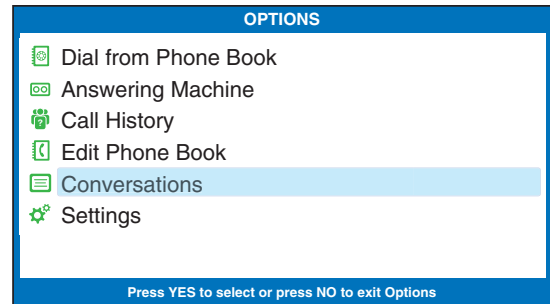 OPTIONS
Dial from Phone Book
Answering Machine
Call History
Edit Phone Book
Conversations
Settings
Press YES to select or press NO to exit Options